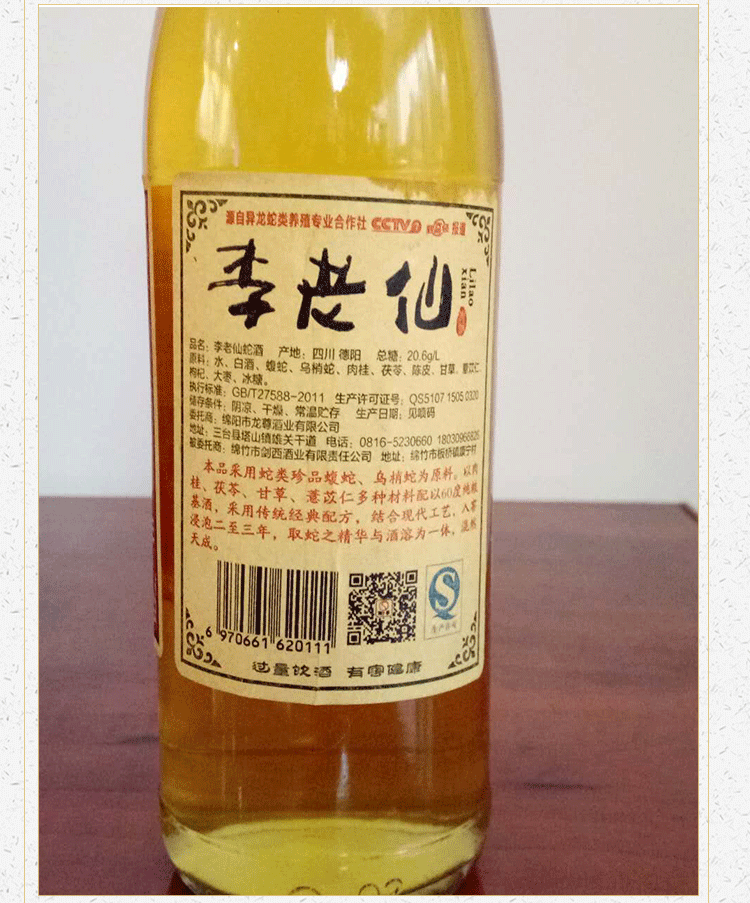 源自异龙蛇类养殖专业合作社 CCTV 报道
李老仙
Lilao
xian
品名：李老仙蛇酒 产地：四川 德阳 总糖：20.6g/L
原料：水、白酒、蝮蛇、乌梢蛇、肉桂、茯苓、陈皮、甘草、薏苡仁、
枸杞、大枣、冰糖。
执行标准：GB/T27588-2011 生产许可证号：QS5107 1505 0320
储存条件：阴凉、干燥、常温贮存 生产日期：见喷码
委托商：绵阳市龙尊酒业有限公司
地址：三台县塔山镇雄关干道 电话：0816-5230660 18030968826
被委托商：绵竹市剑西酒业有限责任公司 地址：绵竹市板桥镇康宁村
本品采用蛇类珍品蝮蛇、乌梢蛇为原料。以肉
桂、茯苓、甘草、薏苡仁多种材料配以60度纯粮
基酒，采用传统经典配方，结合现代工艺，入窖
浸泡二至三年，取蛇之精华与酒溶为一体，混然
天成。
6 970661 620111
过量饮酒 有害健康